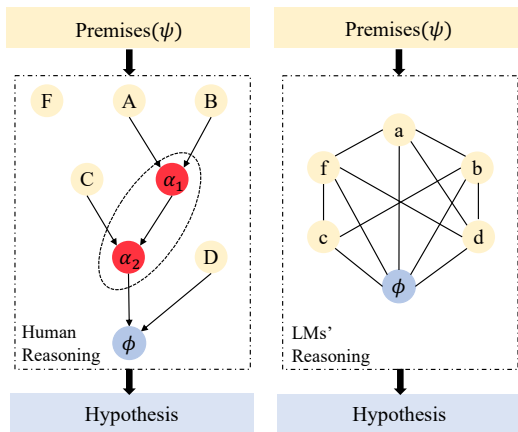 Premises(ψ)
F
A
B
α₁
C
α₂
D
ϕ
Human
Reasoning
Hypothesis
Premises(ψ)
a
f
b
c
d
ϕ
LMs'
Reasoning
Hypothesis